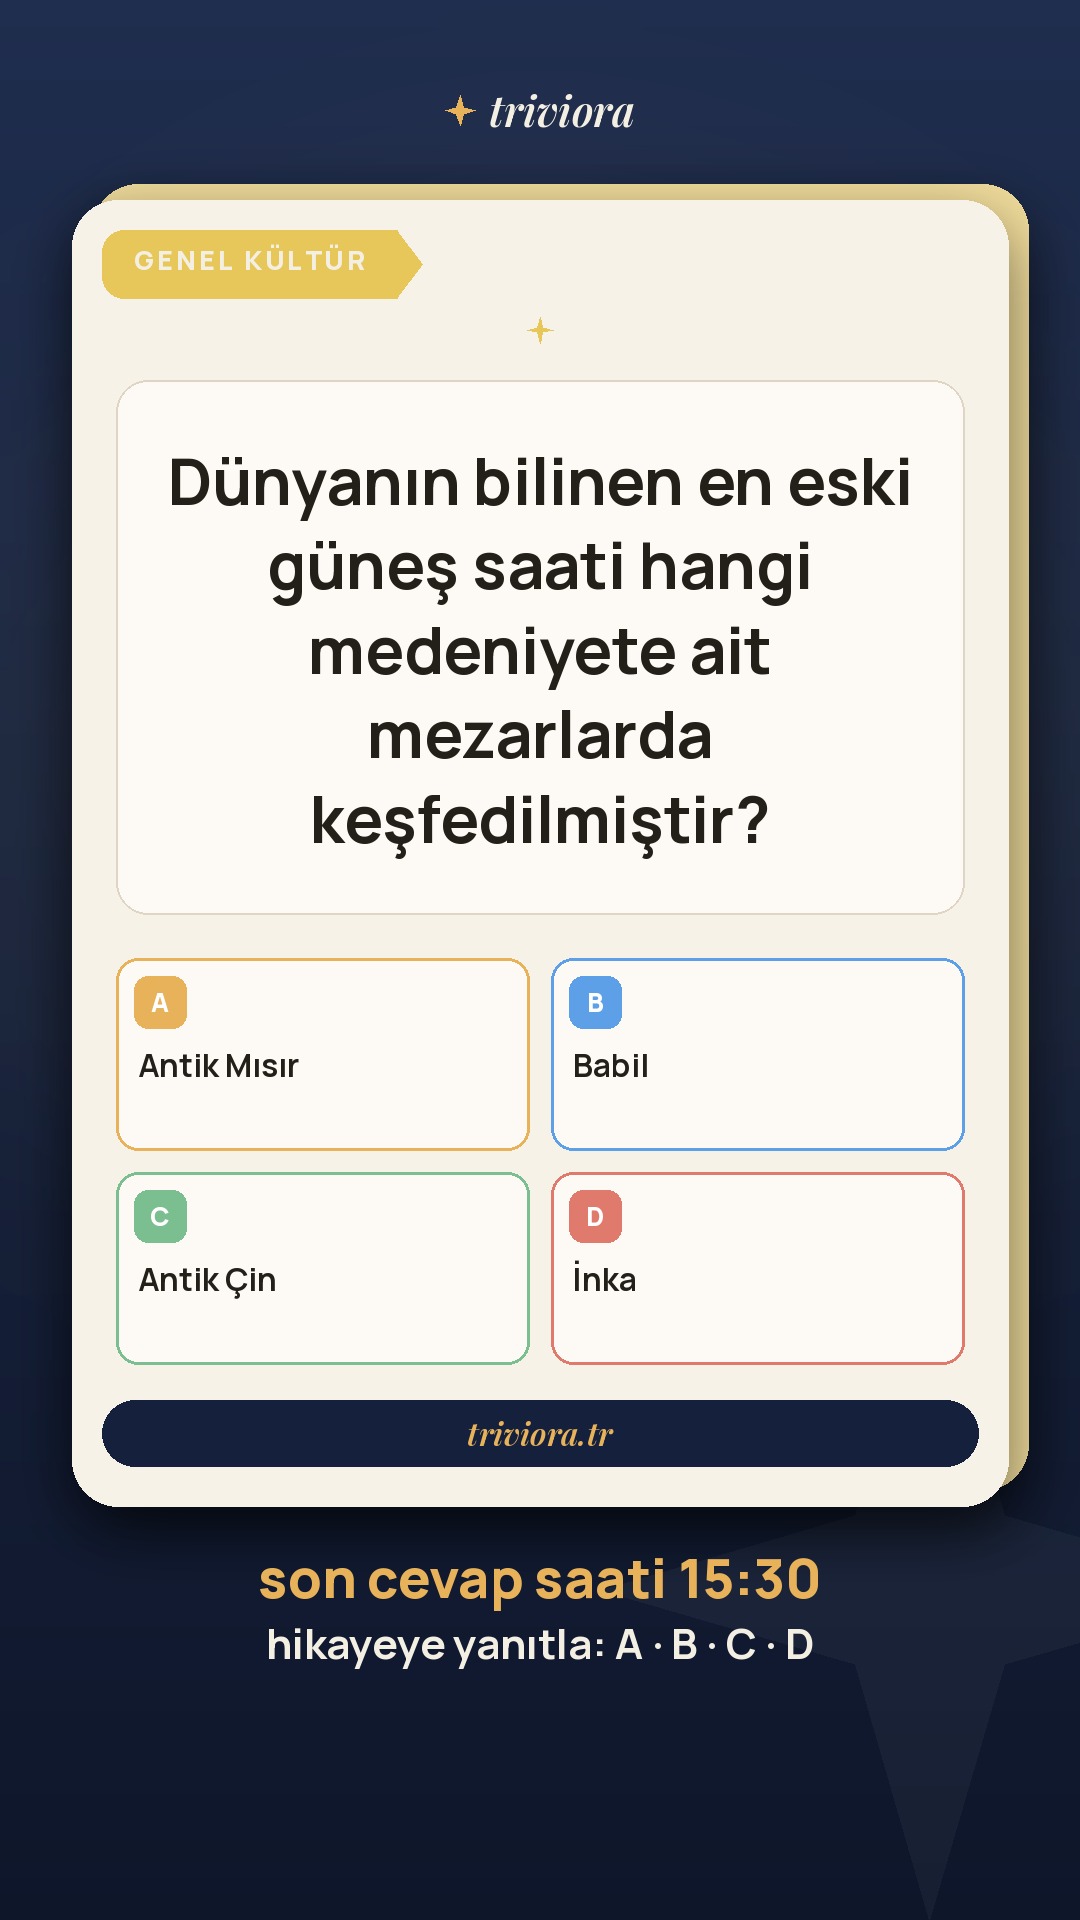 triviora
GENEL KÜLTÜR
Dünyanın bilinen en eski
güneş saati hangi
medeniyete ait
mezarlarda
keşfedilmiştir?
A
Antik Mısır
B
Babil
C
Antik Çin
D
İnka
triviora.tr
son cevap saati 15:30
hikayeye yanıtla: A · B · C · D